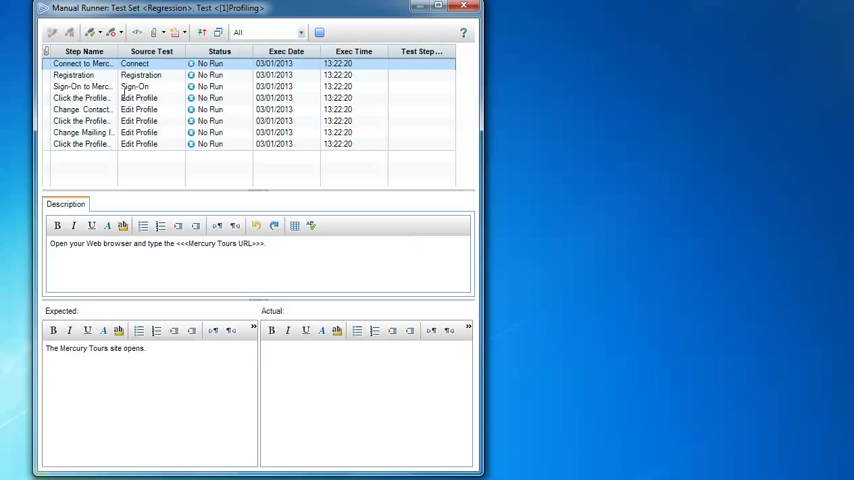 Manual Runner: Test Set <Regression>, Test <[1]Profiling>
All
Step Name Source Test Status Exec Date Exec Time Test Step...
Connect to Merc... Connect No Run 03/01/2013 13:22:20
Registration Registration No Run 03/01/2013 13:22:20
Sign-On to Merc... Sign-On No Run 03/01/2013 13:22:20
Click the Profile... Edit Profile No Run 03/01/2013 13:22:20
Change Contact... Edit Profile No Run 03/01/2013 13:22:20
Click the Profile... Edit Profile No Run 03/01/2013 13:22:20
Change Mailing I... Edit Profile No Run 03/01/2013 13:22:20
Click the Profile... Edit Profile No Run 03/01/2013 13:22:20
Description
B I U A ab
Open your Web browser and type the <<<Mercury Tours URL>>>.
Expected: Actual:
B I U A ab » B I U A ab »
The Mercury Tours site opens.